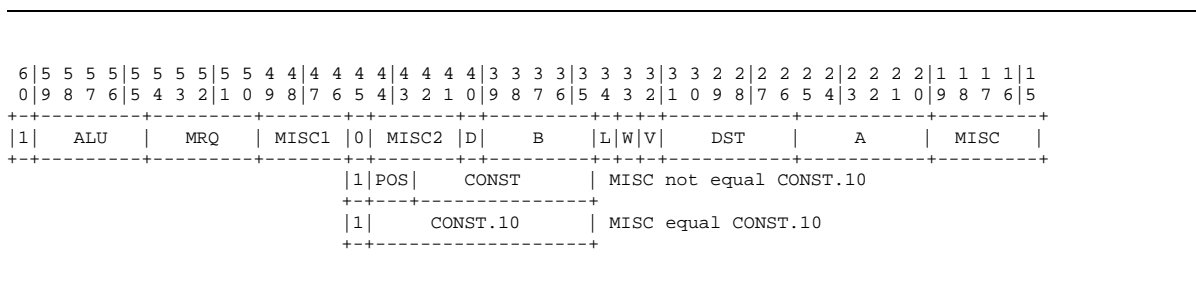 6|5 5 5 5|5 5 5 5|5 5 4 4|4 4 4 4|4 4 4 4|3 3 3 3|3 3 3 3|3 3 2 2|2 2 2 2|2 2 2 2|1 1 1 1|1
0|9 8 7 6|5 4 3 2|1 0 9 8|7 6 5 4|3 2 1 0|9 8 7 6|5 4 3 2|1 0 9 8|7 6 5 4|3 2 1 0|9 8 7 6|5
+-+---------+---------+-------+-+-------+-+---------+-+-+-+-----------+-----------+---------+
|1| ALU | MRQ | MISC1 |0| MISC2 |D| B |L|W|V| DST | A | MISC |
+-+---------+---------+-------+-+-------+-+---------+-+-+-+-----------+-----------+---------+
|1|POS| CONST | MISC not equal CONST.10
+-+---+---------------+
|1| CONST.10 | MISC equal CONST.10
+-+-------------------+